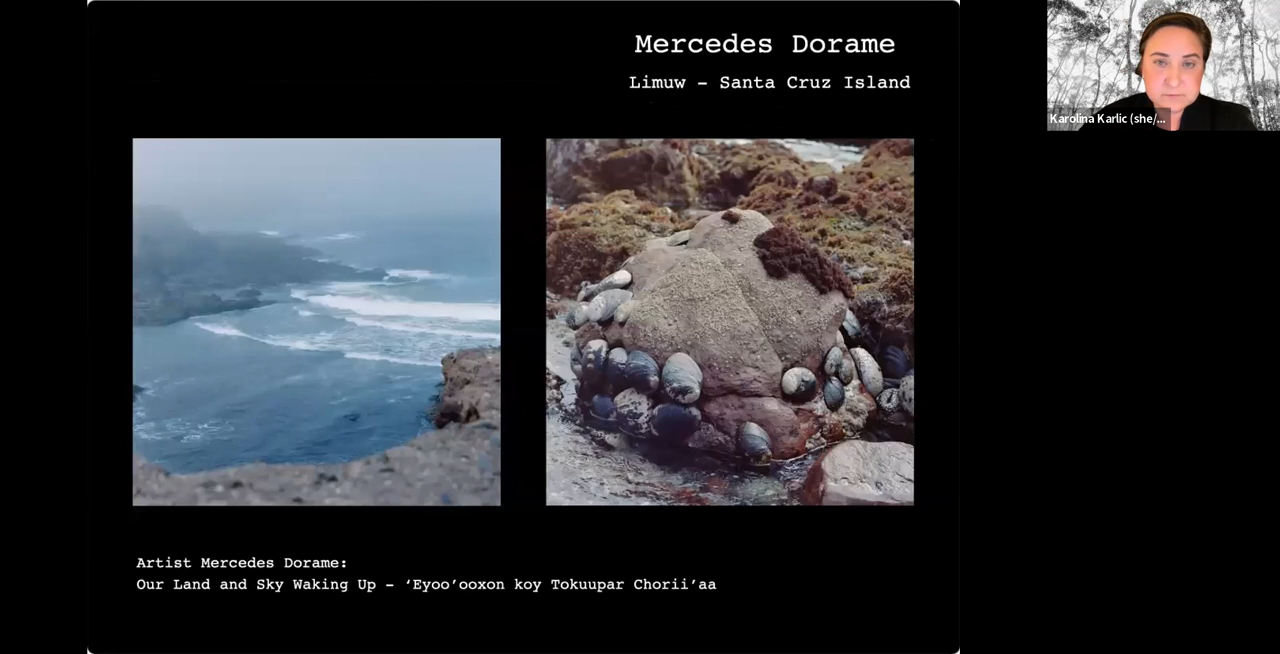 Mercedes Dorame
Limuw – Santa Cruz Island
Karolina Karlic (she/...
Artist Mercedes Dorame:
Our Land and Sky Waking Up – ‘Eyoo’ooxon koy Tokuupar Chorii’aa